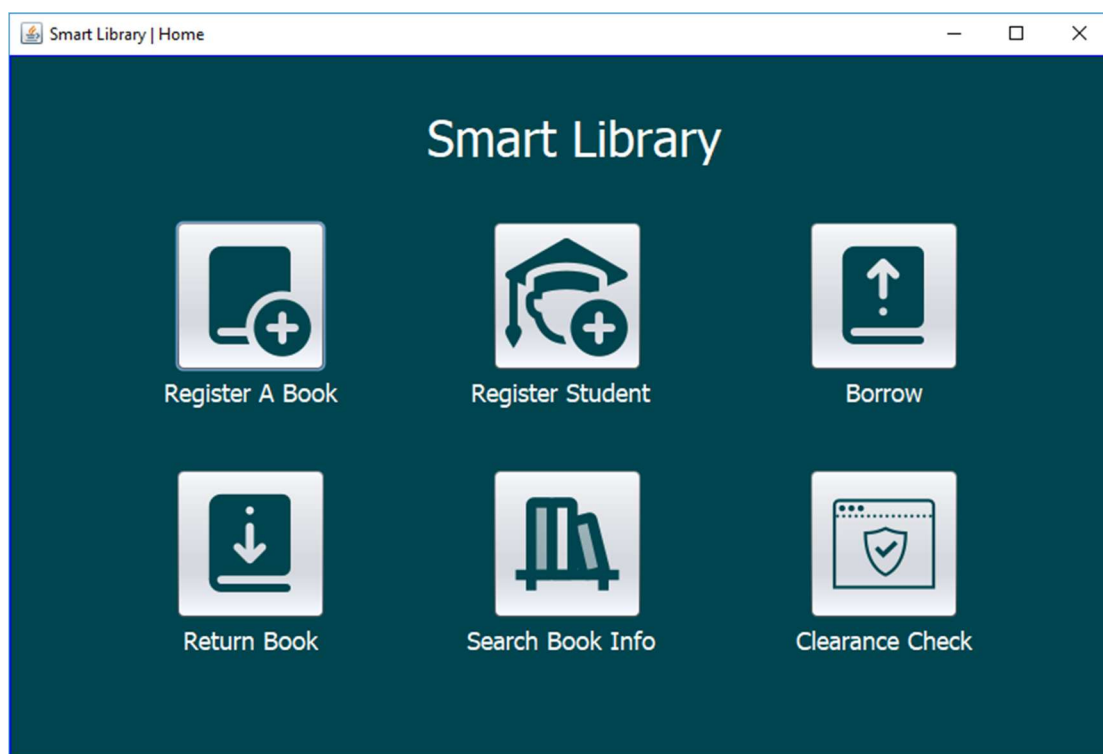 Smart Library | Home
Smart Library
Register A Book
Register Student
Borrow
Return Book
Search Book Info
Clearance Check